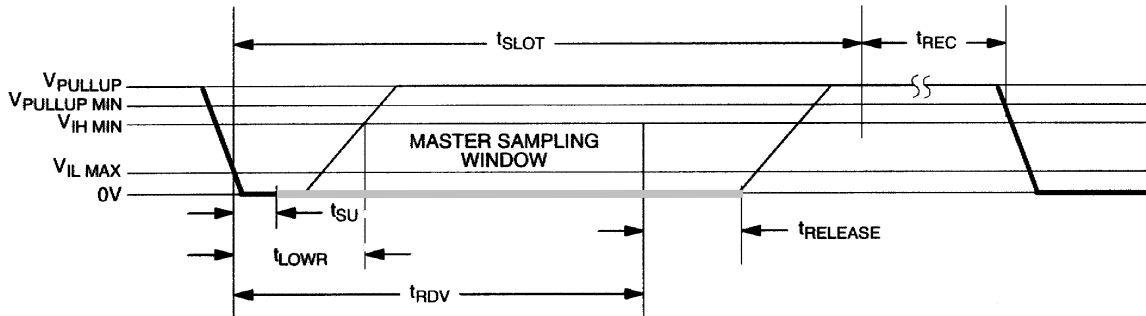 tSLOT
tREC
VPULLUP
VPULLUP MIN
VIH MIN
MASTER SAMPLING
WINDOW
VIL MAX
0V
tSU
tRELEASE
tLOWR
tRDV